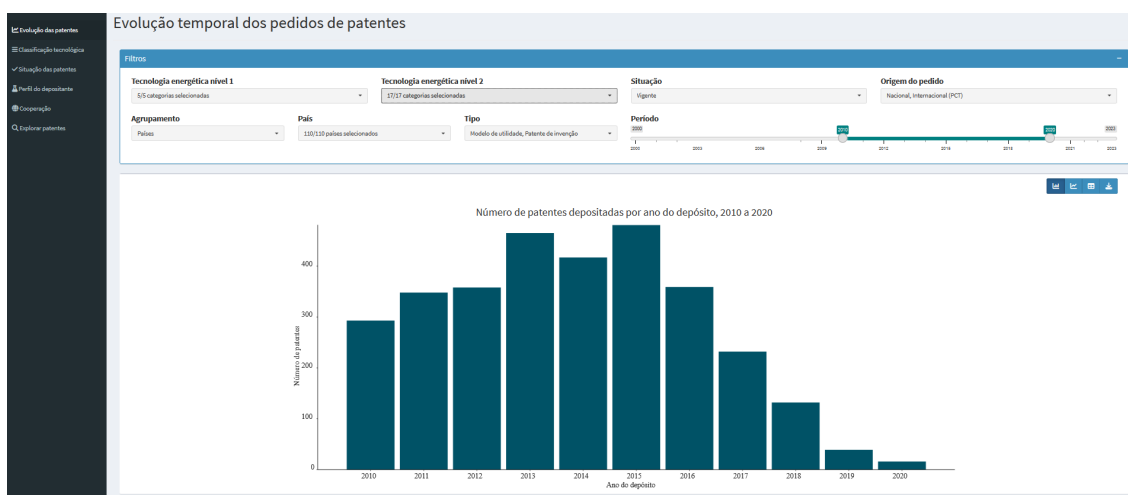 Evolução das patentes
Classificação tecnológica
Situação das patentes
Perfil do depositante
Cooperação
Explorar patentes
Evolução temporal dos pedidos de patentes
Filtros
Tecnologia energética nível 1
5/5 categorias selecionadas
Tecnologia energética nível 2
17/17 categorias selecionadas
Situação
Vigente
Origem do pedido
Nacional, Internacional (PCT)
Agrupamento
Países
País
110/110 países selecionados
Tipo
Modelo de utilidade, Patente de invenção
Período
2000 2010 2020 2023
2000 2003 2006 2009 2012 2015 2018 2021 2023
Número de patentes depositadas por ano do depósito, 2010 a 2020
Número de patentes
400
300
200
100
0
2010 2011 2012 2013 2014 2015 2016 2017 2018 2019 2020
Ano do depósito